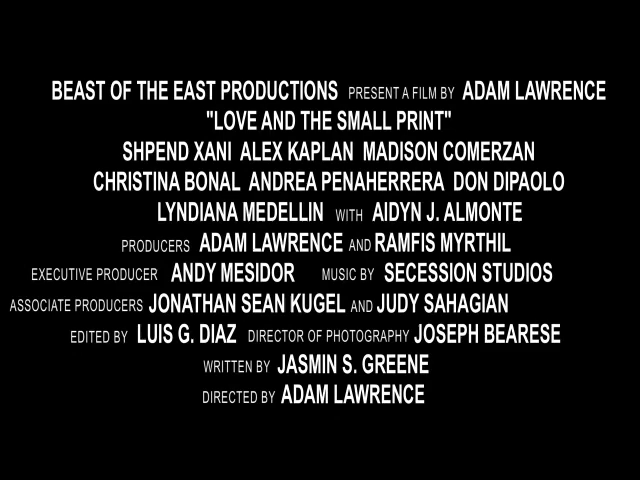 BEAST OF THE EAST PRODUCTIONS PRESENT A FILM BY ADAM LAWRENCE
"LOVE AND THE SMALL PRINT"
SHPEND XANI ALEX KAPLAN MADISON COMERZAN
CHRISTINA BONAL ANDREA PENAHERRERA DON DIPAOLO
LYNDIANA MEDELLIN WITH AIDYN J. ALMONTE
PRODUCERS ADAM LAWRENCE AND RAMFIS MYRTHIL
EXECUTIVE PRODUCER ANDY MESIDOR MUSIC BY SECESSION STUDIOS
ASSOCIATE PRODUCERS JONATHAN SEAN KUGEL AND JUDY SAHAGIAN
EDITED BY LUIS G. DIAZ DIRECTOR OF PHOTOGRAPHY JOSEPH BEARESE
WRITTEN BY JASMIN S. GREENE
DIRECTED BY ADAM LAWRENCE